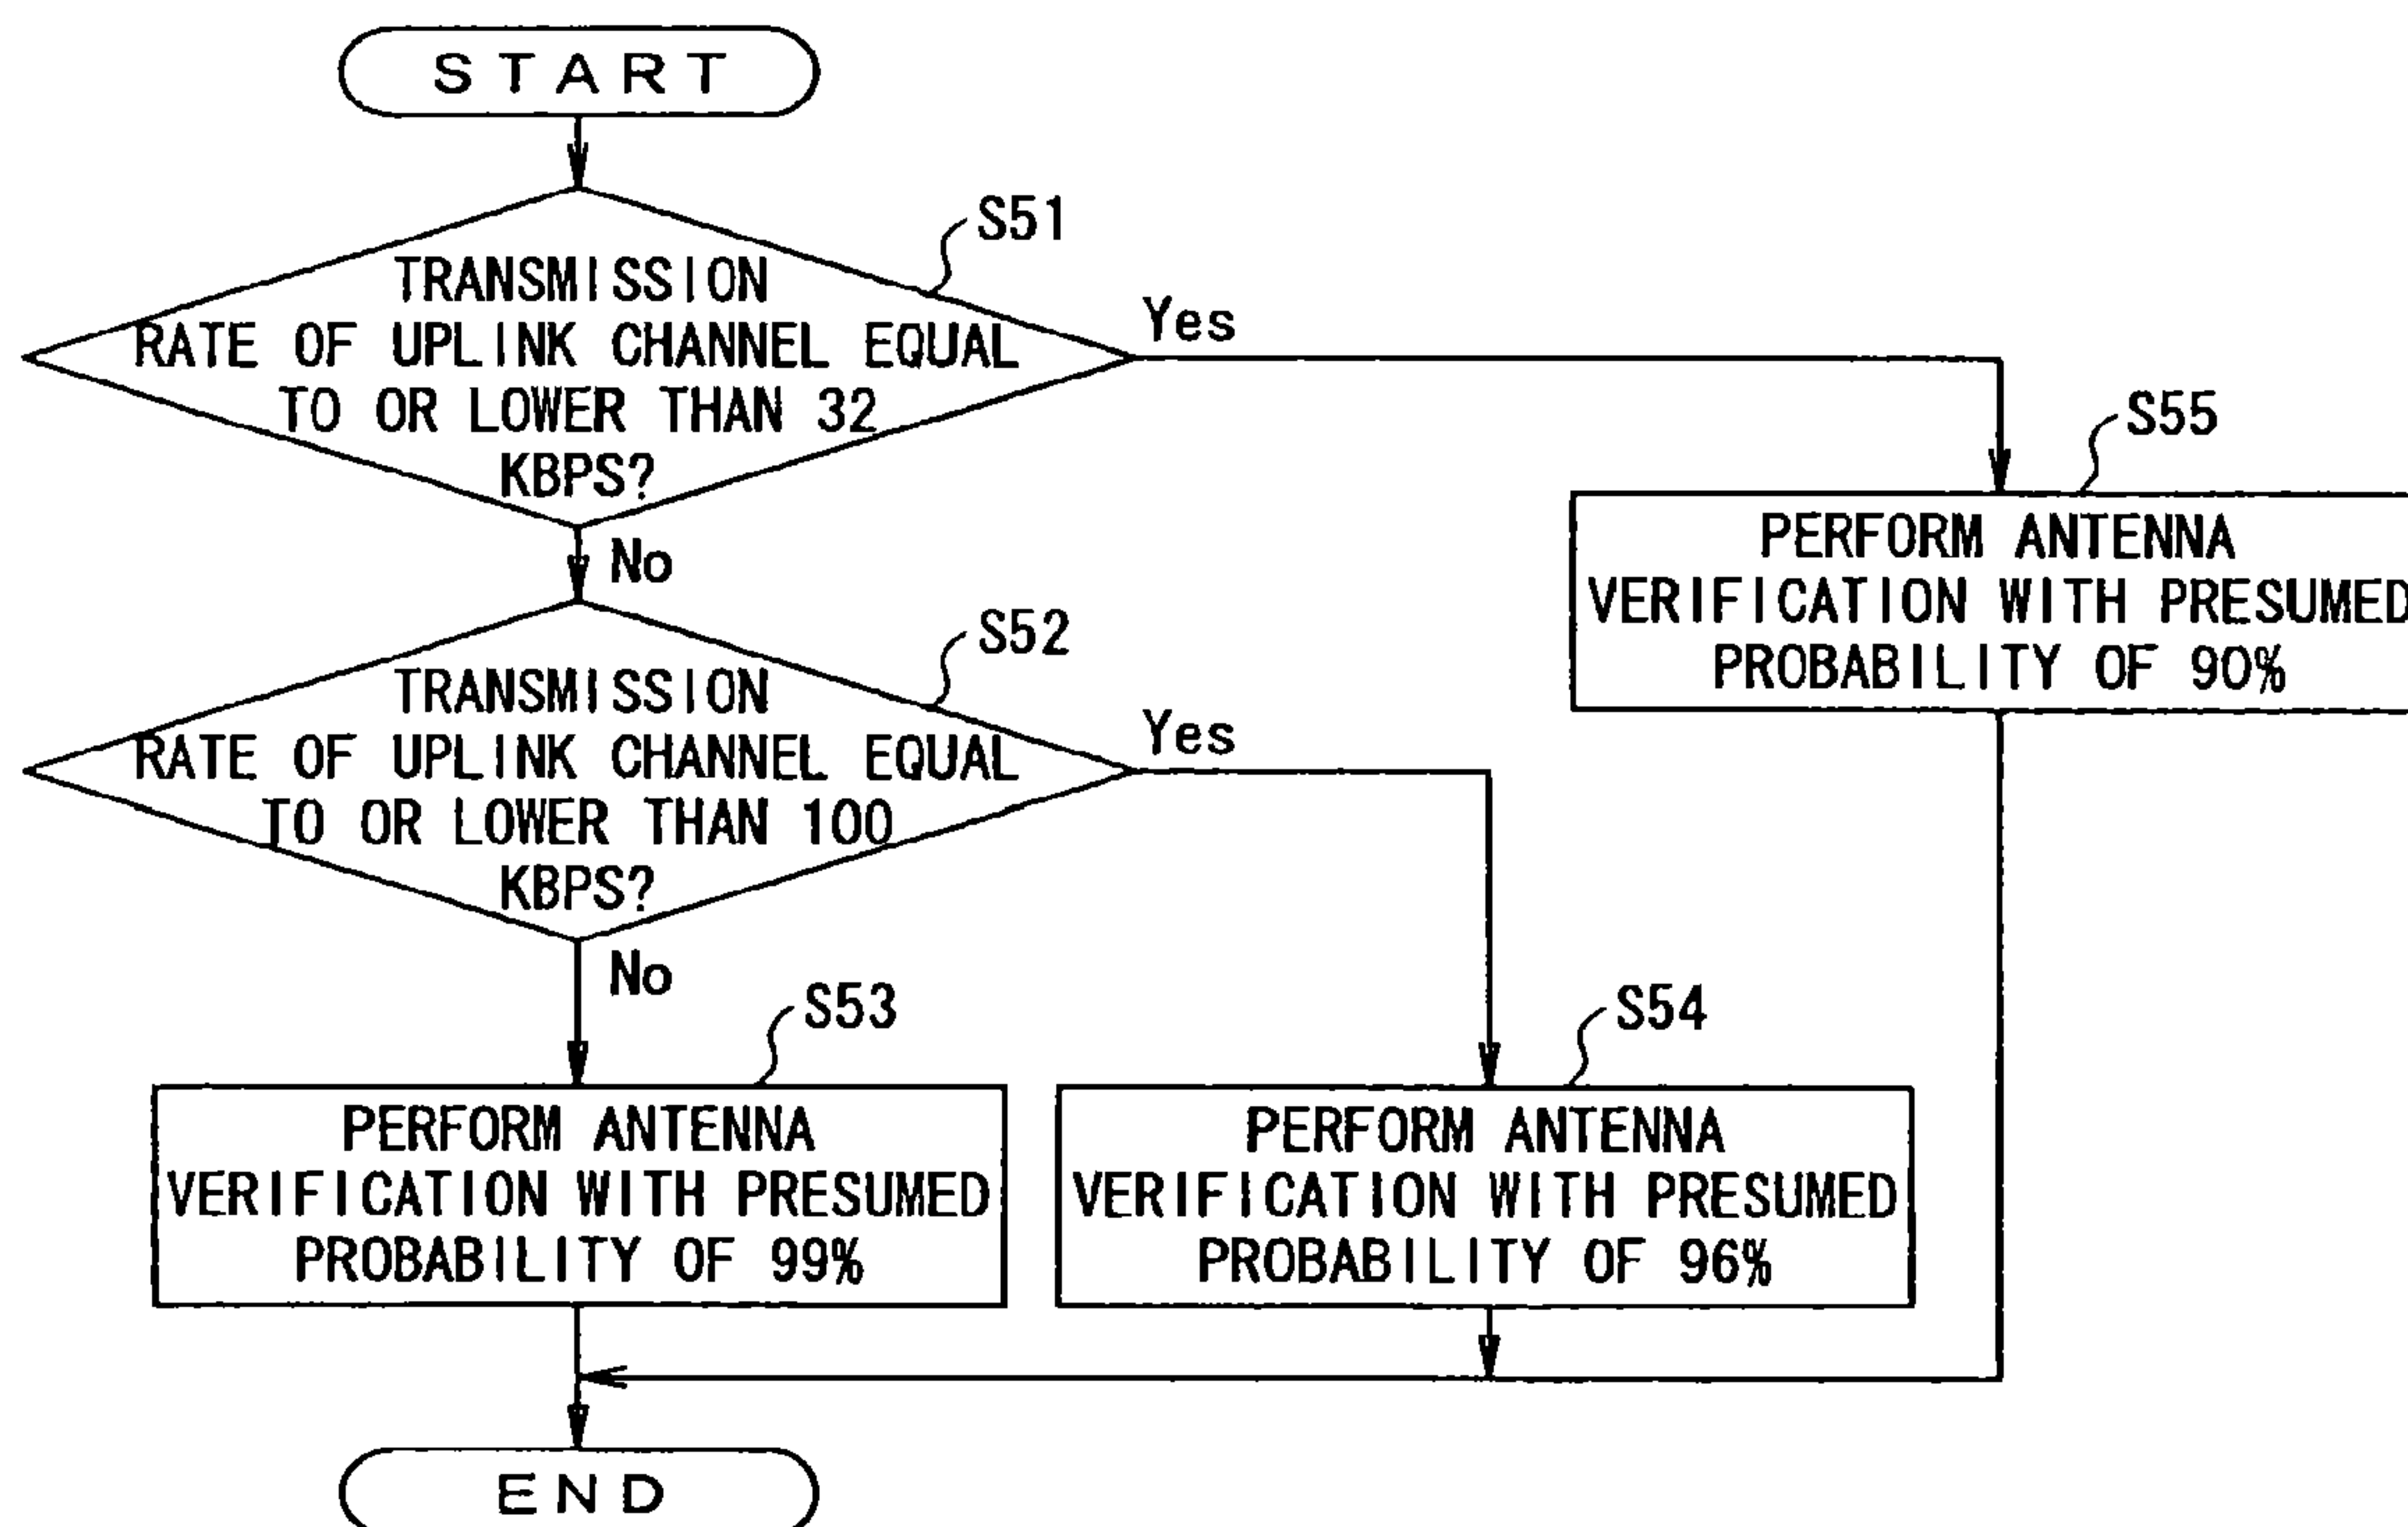 START
S51
TRANSMISSION
RATE OF UPLINK CHANNEL EQUAL
TO OR LOWER THAN 32
KBPS?
Yes
No
S55
PERFORM ANTENNA
VERIFICATION WITH PRESUMED
PROBABILITY OF 90%
S52
TRANSMISSION
RATE OF UPLINK CHANNEL EQUAL
TO OR LOWER THAN 100
KBPS?
Yes
No
S53
PERFORM ANTENNA
VERIFICATION WITH PRESUMED
PROBABILITY OF 99%
S54
PERFORM ANTENNA
VERIFICATION WITH PRESUMED
PROBABILITY OF 96%
END